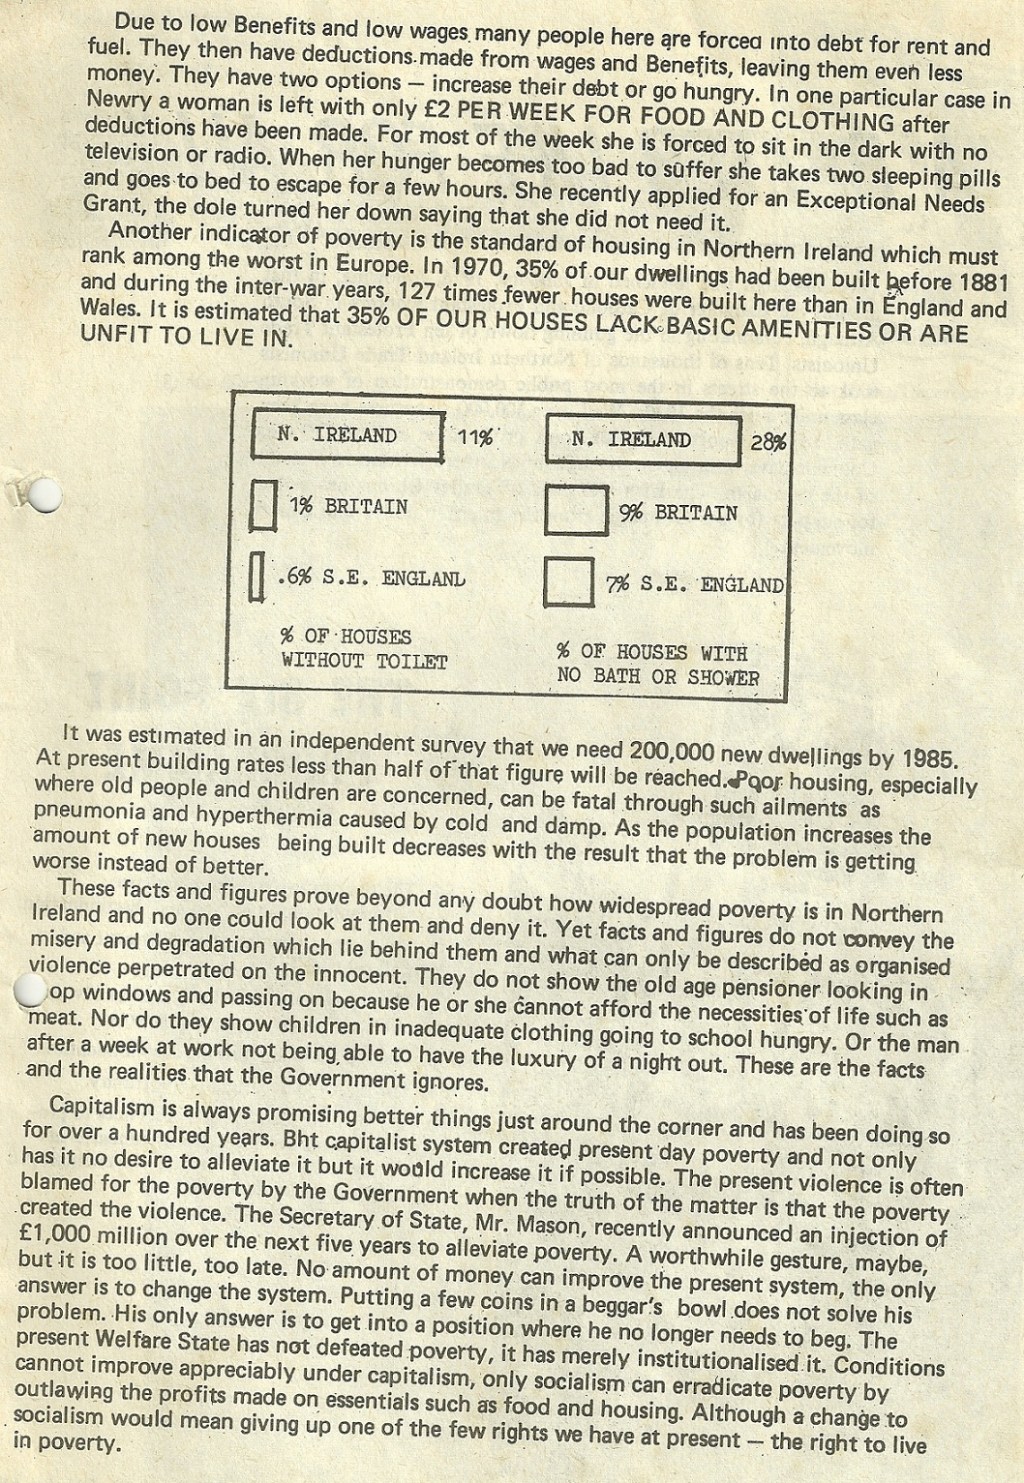 Due to low Benefits and low wages many people here are forced into debt for rent and
fuel. They then have deductions made from wages and Benefits, leaving them even less
money. They have two options — increase their debt or go hungry. In one particular case in
Newry a woman is left with only £2 PER WEEK FOR FOOD AND CLOTHING after
deductions have been made. For most of the week she is forced to sit in the dark with no
television or radio. When her hunger becomes too bad to suffer she takes two sleeping pills
and goes to bed to escape for a few hours. She recently applied for an Exceptional Needs
Grant, the dole turned her down saying that she did not need it.
Another indicator of poverty is the standard of housing in Northern Ireland which must
rank among the worst in Europe. In 1970, 35% of our dwellings had been built before 1881
and during the inter-war years, 127 times fewer houses were built here than in England and
Wales. It is estimated that 35% OF OUR HOUSES LACK BASIC AMENITIES OR ARE
UNFIT TO LIVE IN.
N. IRELAND 11%
1% BRITAIN
.6% S.E. ENGLAND
% OF HOUSES
WITHOUT TOILET
N. IRELAND 28%
9% BRITAIN
7% S.E. ENGLAND
% OF HOUSES WITH
NO BATH OR SHOWER
It was estimated in an independent survey that we need 200,000 new dwellings by 1985.
At present building rates less than half of that figure will be reached. Poor housing, especially
where old people and children are concerned, can be fatal through such ailments as
pneumonia and hyperthermia caused by cold and damp. As the population increases the
amount of new houses being built decreases with the result that the problem is getting
worse instead of better.
These facts and figures prove beyond any doubt how widespread poverty is in Northern
Ireland and no one could look at them and deny it. Yet facts and figures do not convey the
misery and degradation which lie behind them and what can only be described as organised
violence perpetrated on the innocent. They do not show the old age pensioner looking in
op windows and passing on because he or she cannot afford the necessities of life such as
meat. Nor do they show children in inadequate clothing going to school hungry. Or the man
after a week at work not being able to have the luxury of a night out. These are the facts
and the realities that the Government ignores.
Capitalism is always promising better things just around the corner and has been doing so
for over a hundred years. Bht capitalist system created present day poverty and not only
has it no desire to alleviate it but it would increase it if possible. The present violence is often
blamed for the poverty by the Government when the truth of the matter is that the poverty
created the violence. The Secretary of State, Mr. Mason, recently announced an injection of
£1,000 million over the next five years to alleviate poverty. A worthwhile gesture, maybe,
but it is too little, too late. No amount of money can improve the present system, the only
answer is to change the system. Putting a few coins in a beggar's bowl does not solve his
problem. His only answer is to get into a position where he no longer needs to beg. The
present Welfare State has not defeated poverty, it has merely institutionalised it. Conditions
cannot improve appreciably under capitalism, only socialism can erradicate poverty by
outlawing the profits made on essentials such as food and housing. Although a change to
socialism would mean giving up one of the few rights we have at present — the right to live
in poverty.